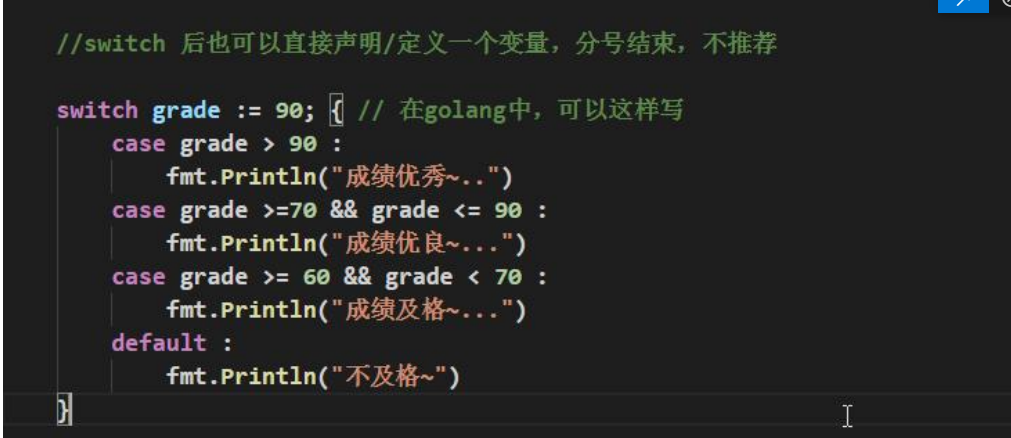 //switch 后也可以直接声明/定义一个变量，分号结束，不推荐
switch grade := 90; { // 在golang中，可以这样写
case grade > 90 :
fmt.Println("成绩优秀~..")
case grade >=70 && grade <= 90 :
fmt.Println("成绩优良~...")
case grade >= 60 && grade < 70 :
fmt.Println("成绩及格~...")
default :
fmt.Println("不及格~")
}